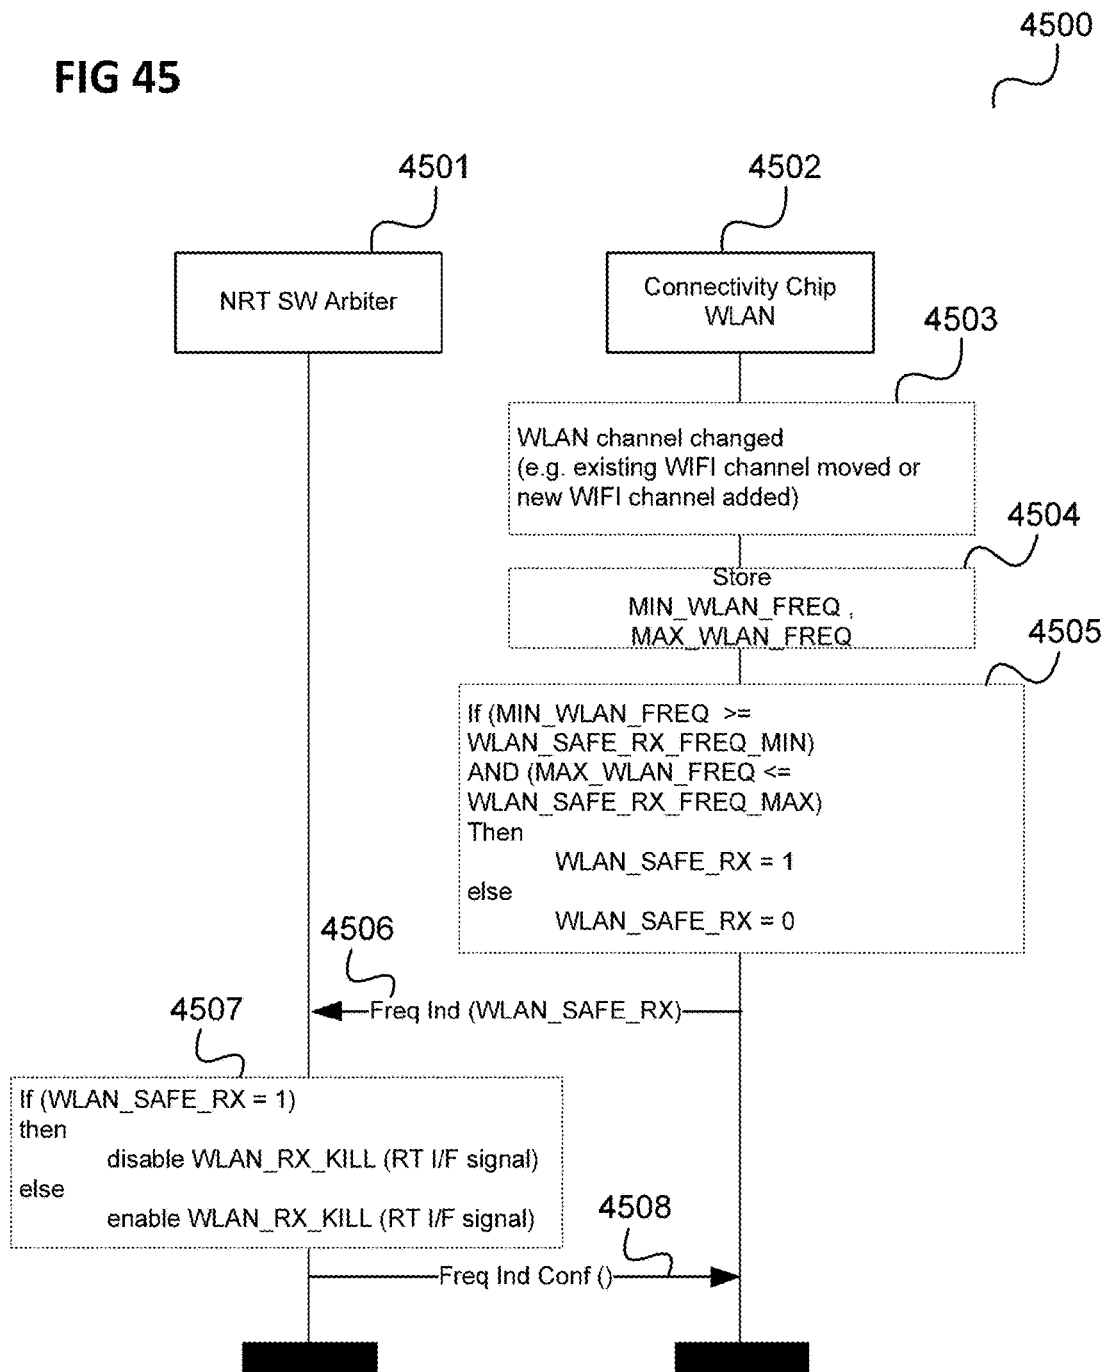 4500
FIG 45
4501
4502
NRT SW Arbiter
Connectivity Chip
WLAN
4503
WLAN channel changed
(e.g. existing WIFI channel moved or
new WIFI channel added)
4504
Store
MIN_WLAN_FREQ ,
MAX_WLAN_FREQ
4505
If (MIN_WLAN_FREQ >=
WLAN_SAFE_RX_FREQ_MIN)
AND (MAX_WLAN_FREQ <=
WLAN_SAFE_RX_FREQ_MAX)
Then
WLAN_SAFE_RX = 1
else
WLAN_SAFE_RX = 0
4506
Freq Ind (WLAN_SAFE_RX)
4507
If (WLAN_SAFE_RX = 1)
then
disable WLAN_RX_KILL (RT I/F signal)
else
enable WLAN_RX_KILL (RT I/F signal)
4508
Freq Ind Conf ()